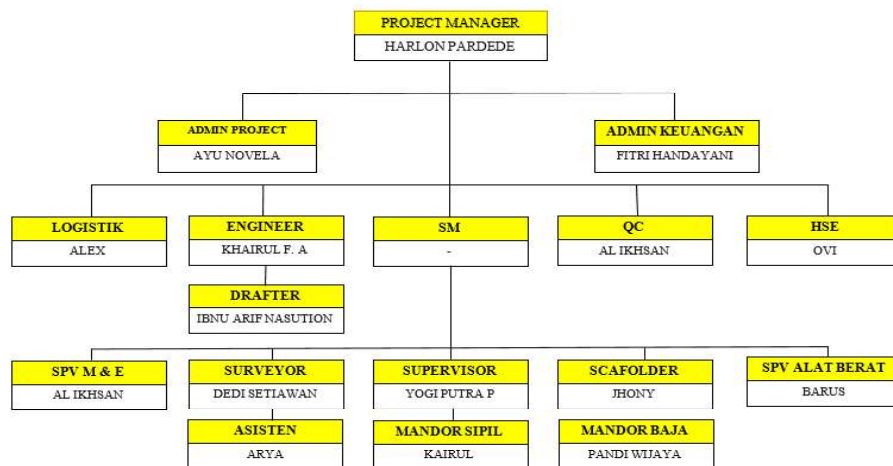 PROJECT MANAGER
HARLON PARDEDE
ADMIN PROJECT
AYU NOVELA
ADMIN KEUANGAN
FITRI HANDAYANI
LOGISTIK
ALEX
ENGINEER
KHAIRUL F. A
SM
-
QC
AL IKHSAN
HSE
OVI
DRAFTER
IBNU ARIF NASUTION
SPV M & E
AL IKHSAN
SURVEYOR
DEDI SETIAWAN
SUPERVISOR
YOGI PUTRA P
SCAFOLDER
JHONY
SPV ALAT BERAT
BARUS
ASISTEN
ARYA
MANDOR SIPIL
KAIRUL
MANDOR BAJA
PANDI WIJAYA